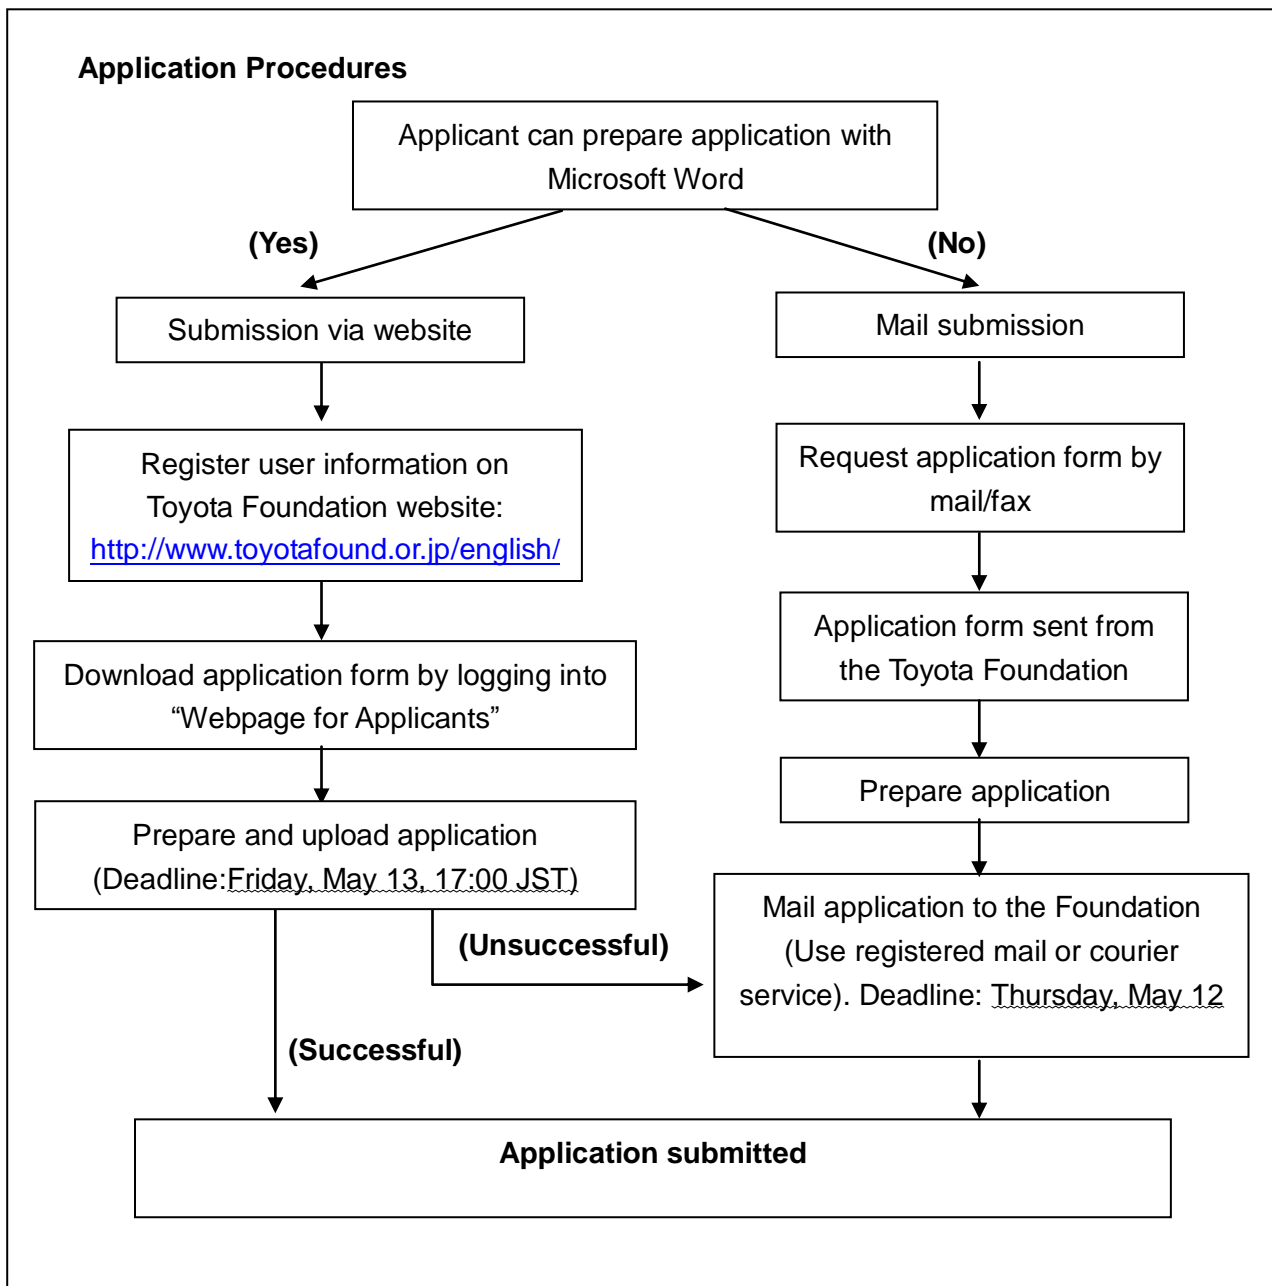 Application Procedures
Applicant can prepare application with
Microsoft Word
(Yes)
(No)
Submission via website
Mail submission
Register user information on
Toyota Foundation website:
http://www.toyotafound.or.jp/english/
Request application form by
mail/fax
Download application form by logging into
“Webpage for Applicants”
Application form sent from
the Toyota Foundation
Prepare and upload application
(Deadline:Friday, May 13, 17:00 JST)
Prepare application
(Unsuccessful)
Mail application to the Foundation
(Use registered mail or courier
service). Deadline: Thursday, May 12
(Successful)
Application submitted